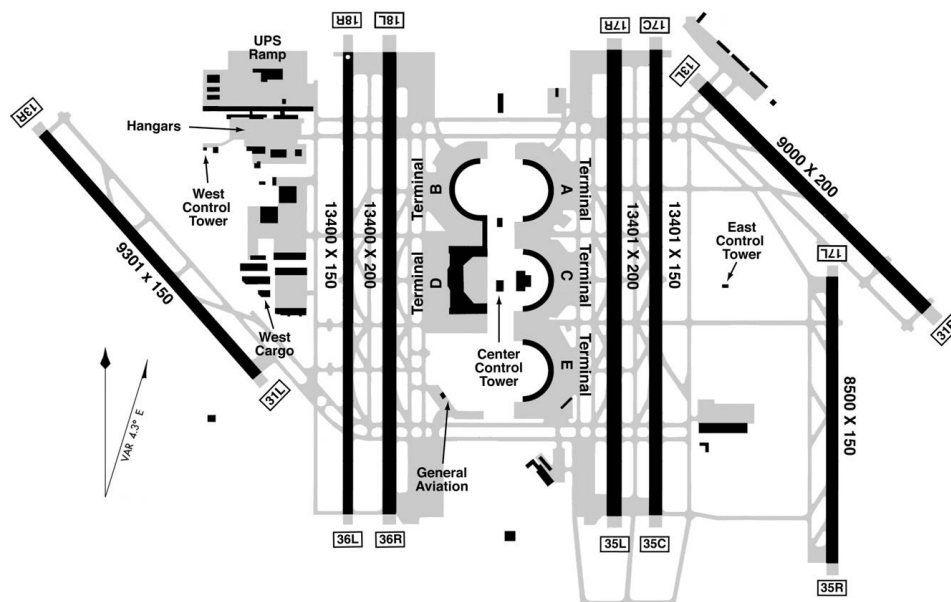 18R
18L
17R
17C
UPS
Ramp
13L
13R
Hangars
9000 X 200
Terminal
B
Terminal
A
West
Control
Tower
13400 X 150
13400 X 200
13401 X 200
13401 X 150
East
Control
Tower
17L
9301 x 150
Terminal
D
Terminal
C
West
Cargo
31R
Center
Control
Tower
Terminal
E
31L
VAR 4.3° E
8500 X 150
General
Aviation
36L
36R
35L
35C
35R